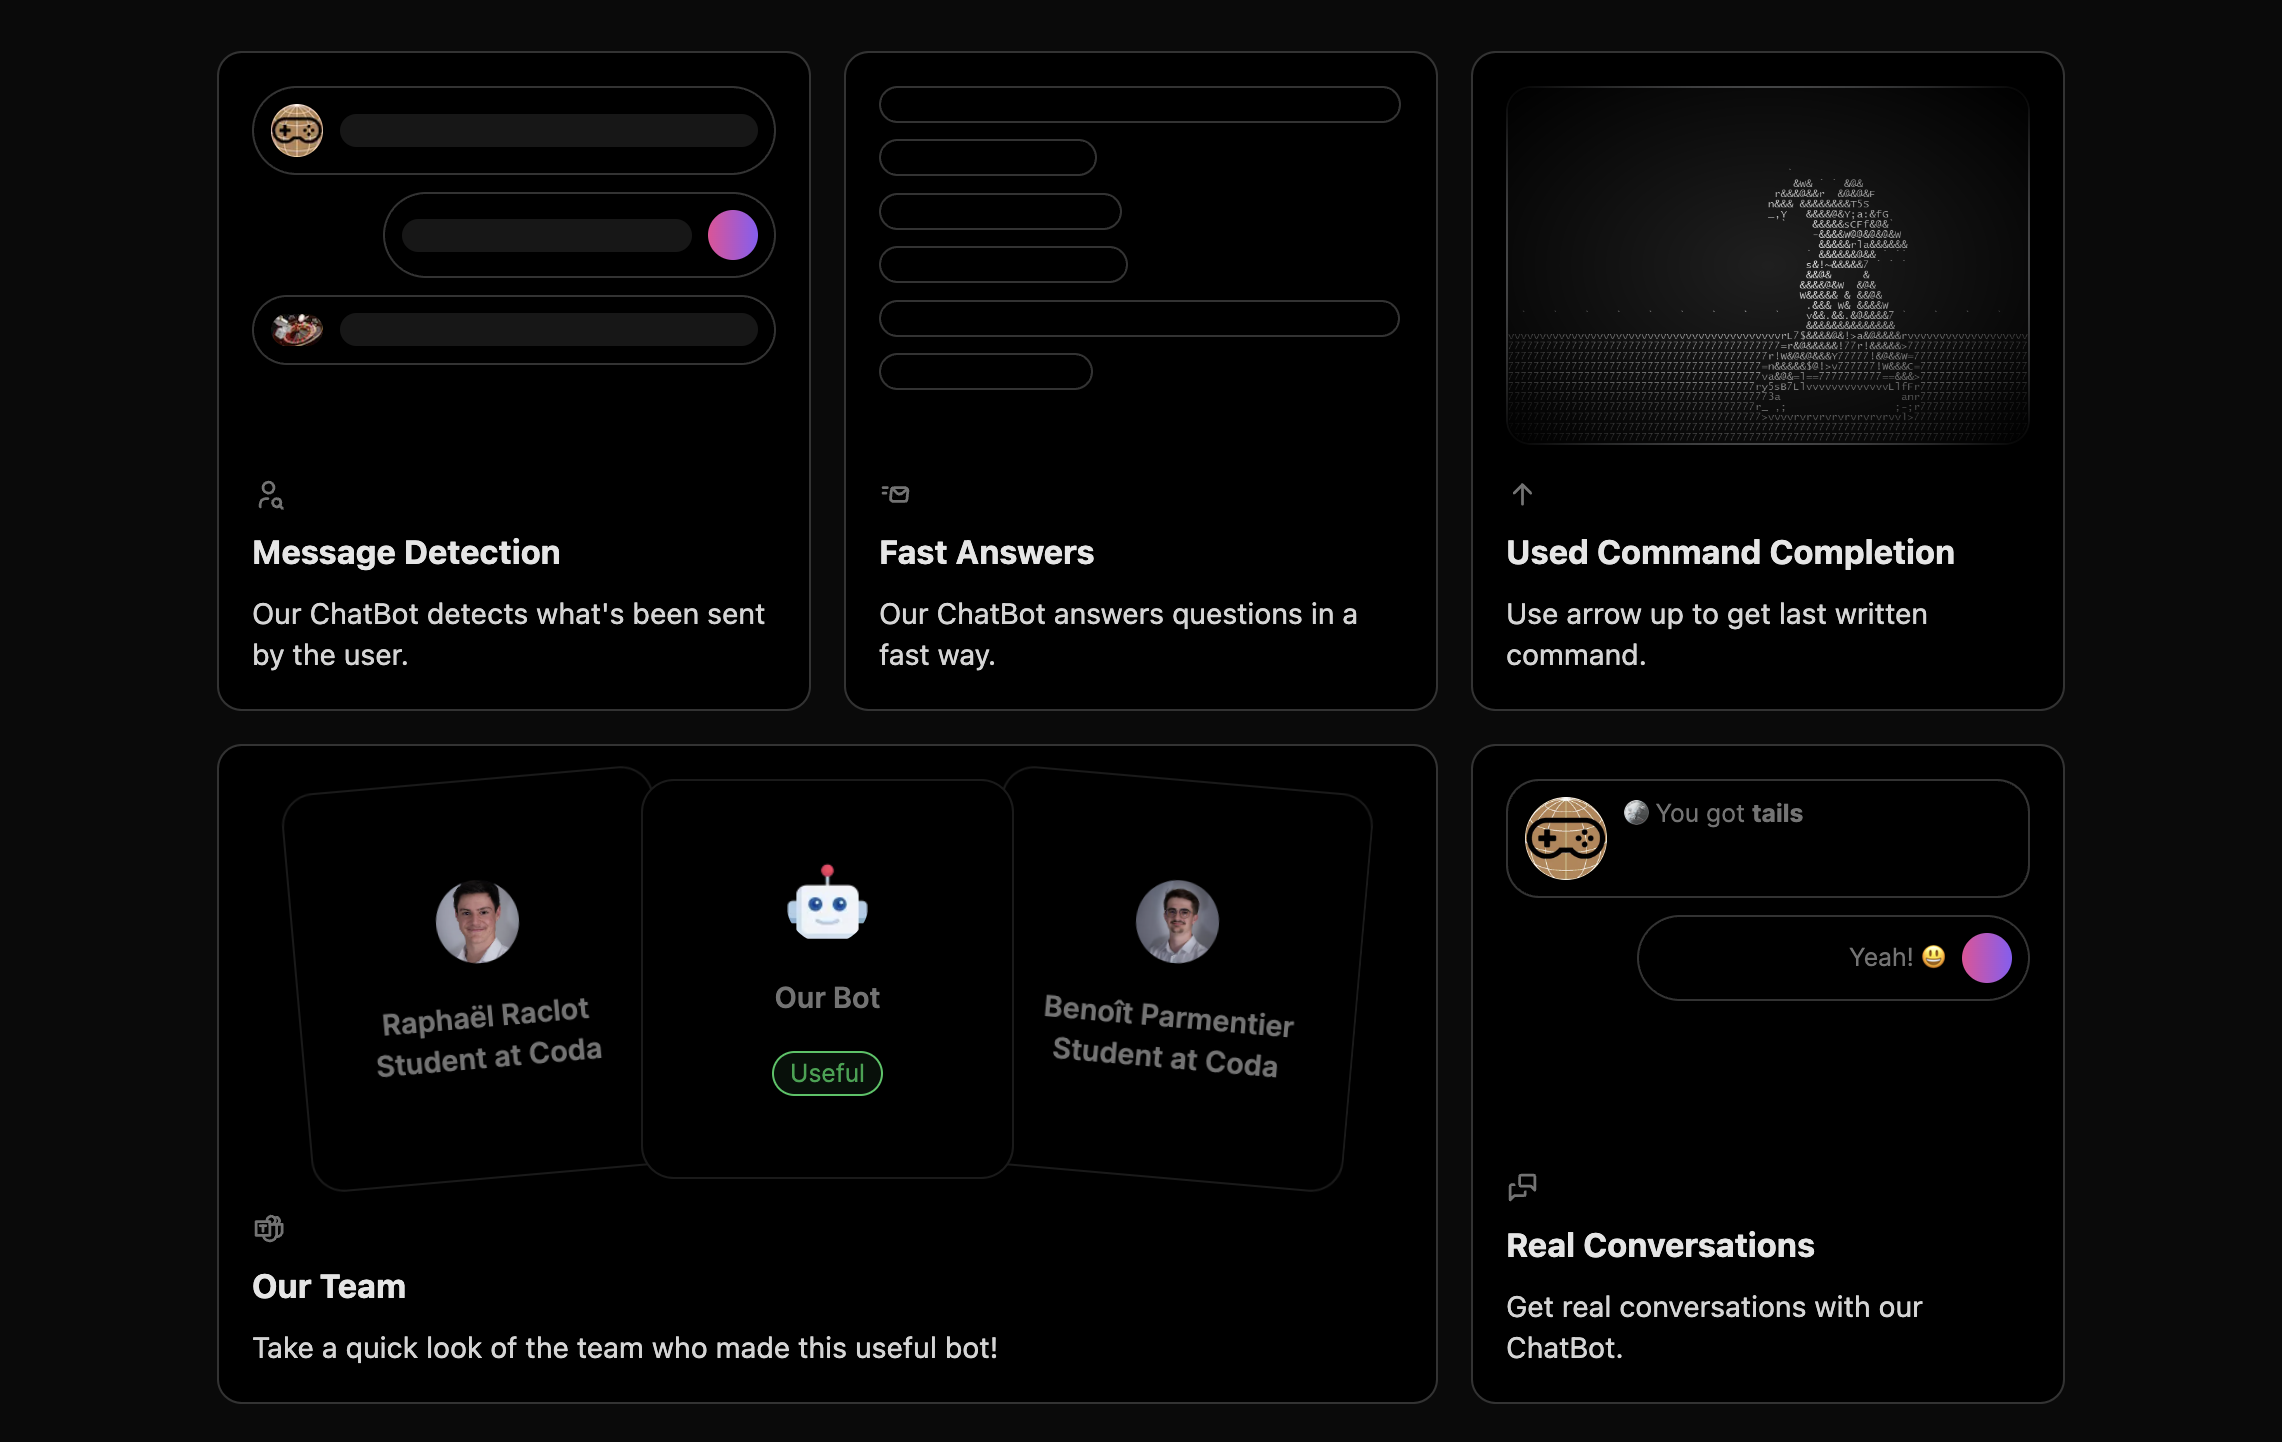 Message Detection
Our ChatBot detects what's been sent
by the user.
Fast Answers
Our ChatBot answers questions in a
fast way.
Used Command Completion
Use arrow up to get last written
command.
Raphaël Raclot
Student at Coda
Our Bot
Useful
Benoît Parmentier
Student at Coda
Our Team
Take a quick look of the team who made this useful bot!
You got tails
Yeah! 😃
Real Conversations
Get real conversations with our
ChatBot.